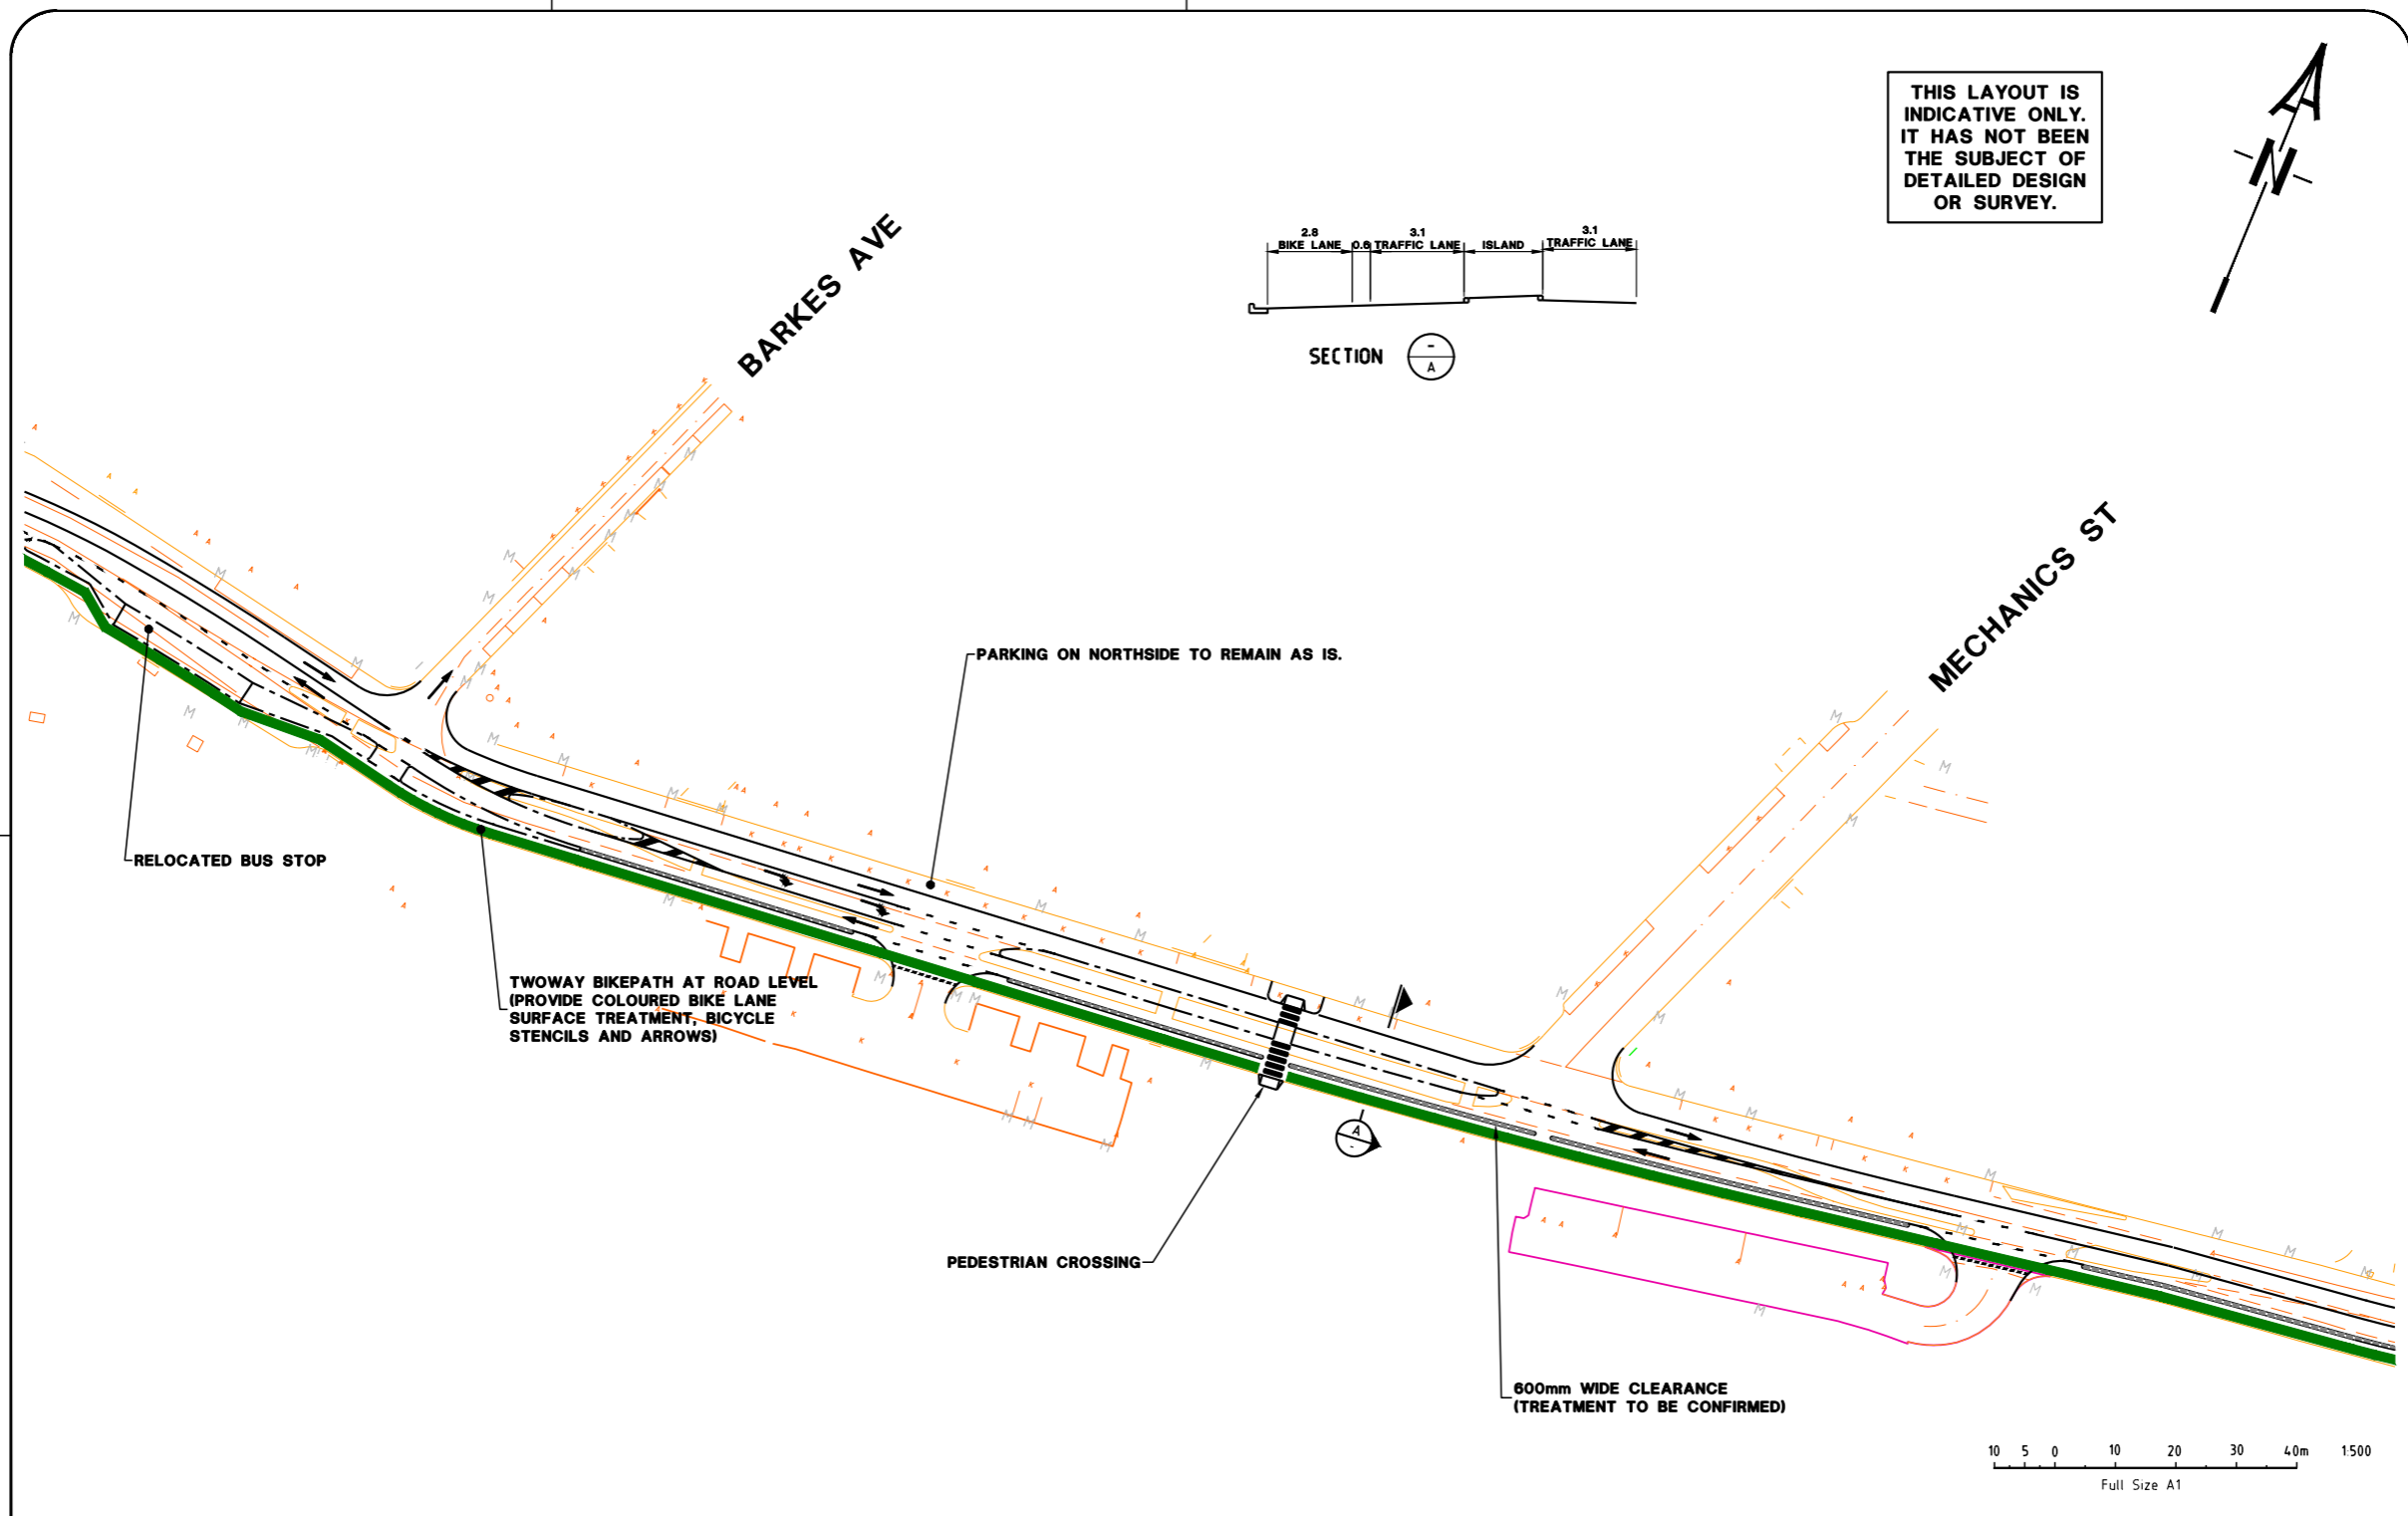 THIS LAYOUT IS
INDICATIVE ONLY.
IT HAS NOT BEEN
THE SUBJECT OF
DETAILED DESIGN
OR SURVEY.
N
2.8
BIKE LANE
0.6
3.1
TRAFFIC LANE
ISLAND
3.1
TRAFFIC LANE
SECTION
-
A
BARKES AVE
MECHANICS ST
PARKING ON NORTHSIDE TO REMAIN AS IS.
RELOCATED BUS STOP
TWOWAY BIKEPATH AT ROAD LEVEL
(PROVIDE COLOURED BIKE LANE
SURFACE TREATMENT, BICYCLE
STENCILS AND ARROWS)
A
-
PEDESTRIAN CROSSING
600mm WIDE CLEARANCE
(TREATMENT TO BE CONFIRMED)
10 5 0 10 20 30 40m 1:500
Full Size A1